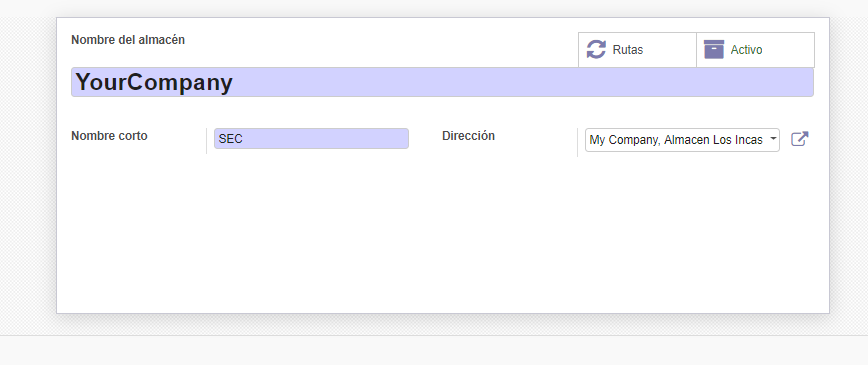 Nombre del almacén
Rutas
Activo
YourCompany
Nombre corto
SEC
Dirección
My Company, Almacen Los Incas